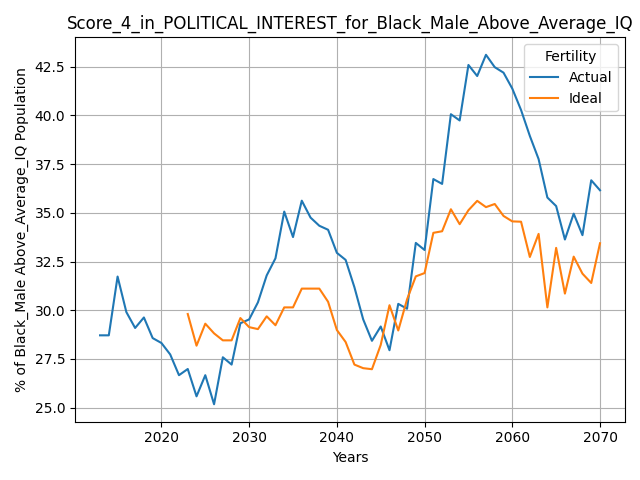 Score_4_in_POLITICAL_INTEREST_for_Black_Male_Above_Average_IQ
Fertility
Actual
Ideal
42.5
40.0
37.5
35.0
32.5
30.0
27.5
25.0
% of Black_Male Above_Average_IQ Population
2020 2030 2040 2050 2060 2070
Years